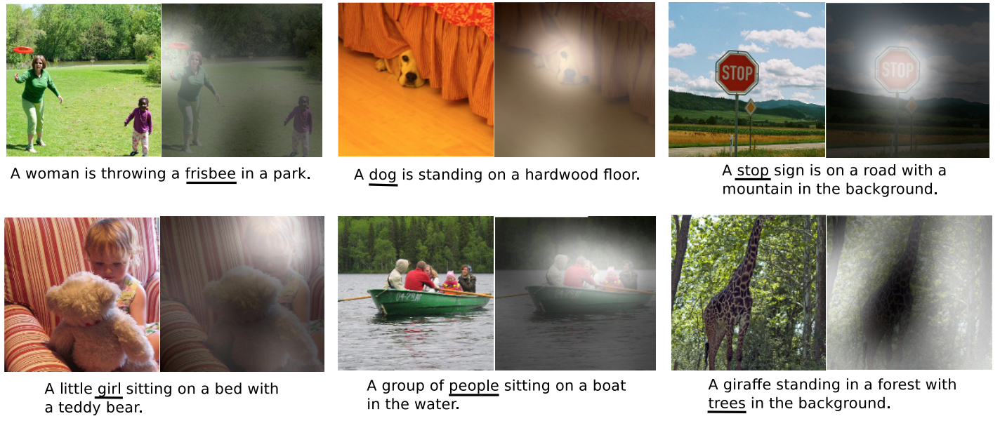 STOP
STOP
A woman is throwing a frisbee in a park.
A dog is standing on a hardwood floor.
A stop sign is on a road with a
mountain in the background.
A little girl sitting on a bed with
a teddy bear.
A group of people sitting on a boat
in the water.
A giraffe standing in a forest with
trees in the background.